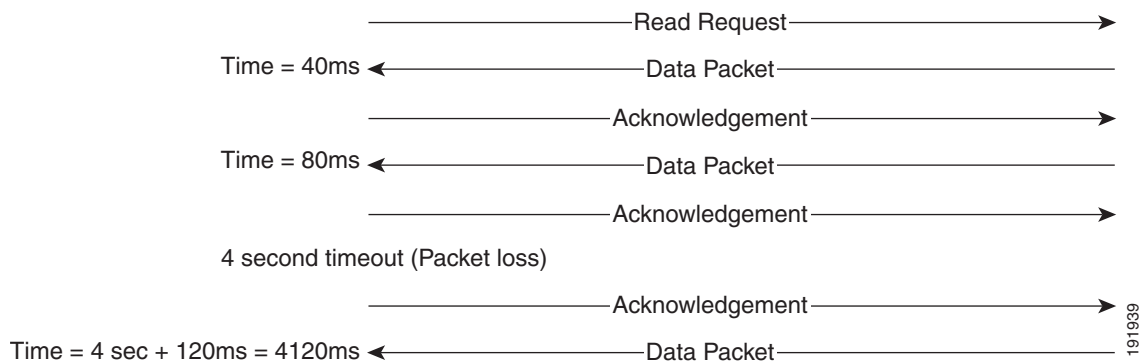 Read Request
Time = 40ms Data Packet
Acknowledgement
Time = 80ms Data Packet
Acknowledgement
4 second timeout (Packet loss)
Acknowledgement
Time = 4 sec + 120ms = 4120ms Data Packet
191939